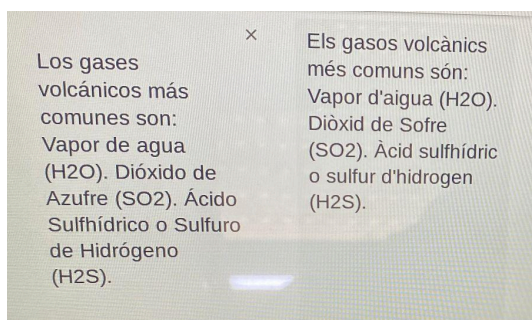 ×
Los gases
volcánicos más
comunes son:
Vapor de agua
(H2O). Dióxido de
Azufre (SO2). Ácido
Sulfhídrico o Sulfuro
de Hidrógeno
(H2S).
Els gasos volcànics
més comuns són:
Vapor d'aigua (H2O).
Diòxid de Sofre
(SO2). Àcid sulfhídric
o sulfur d'hidrogen
(H2S).